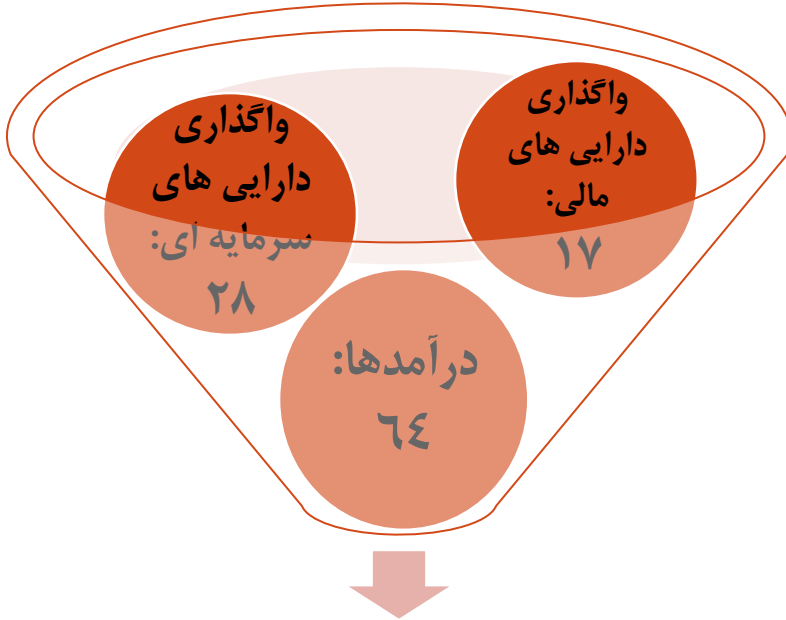 واگذاری
دارایی های
مالی:
۱۷
واگذاری
دارایی های
سرمایه ای:
۲۸
درآمدها:
٦٤